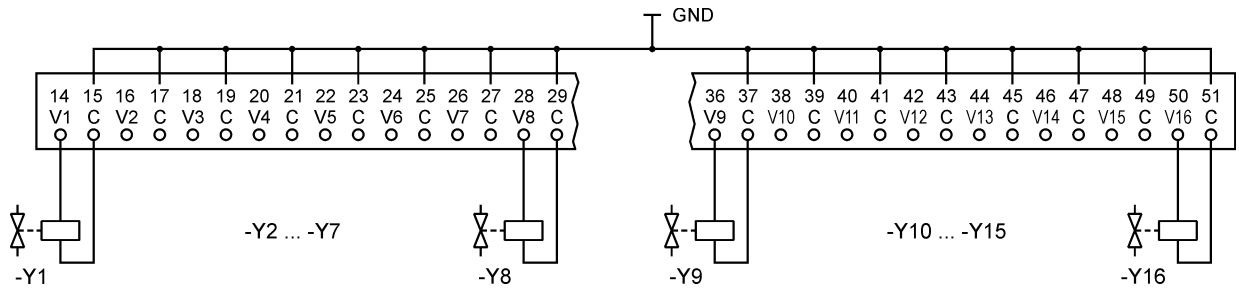 GND
14 15 16 17 18 19 20 21 22 23 24 25 26 27 28 29 36 37 38 39 40 41 42 43 44 45 46 47 48 49 50 51
V1 C V2 C V3 C V4 C V5 C V6 C V7 C V8 C V9 C V10 C V11 C V12 C V13 C V14 C V15 C V16 C
-Y2 ... -Y7 -Y10 ... -Y15
-Y1 -Y8 -Y9 -Y16